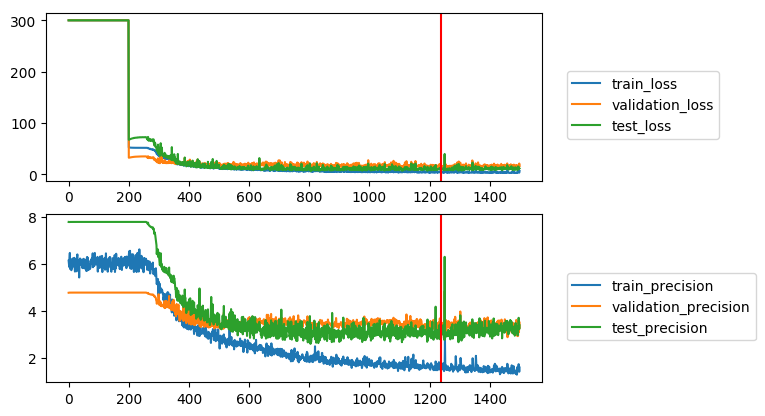 300
200
100
0
0 200 400 600 800 1000 1200 1400
train_loss
validation_loss
test_loss
8
6
4
2
0 200 400 600 800 1000 1200 1400
train_precision
validation_precision
test_precision